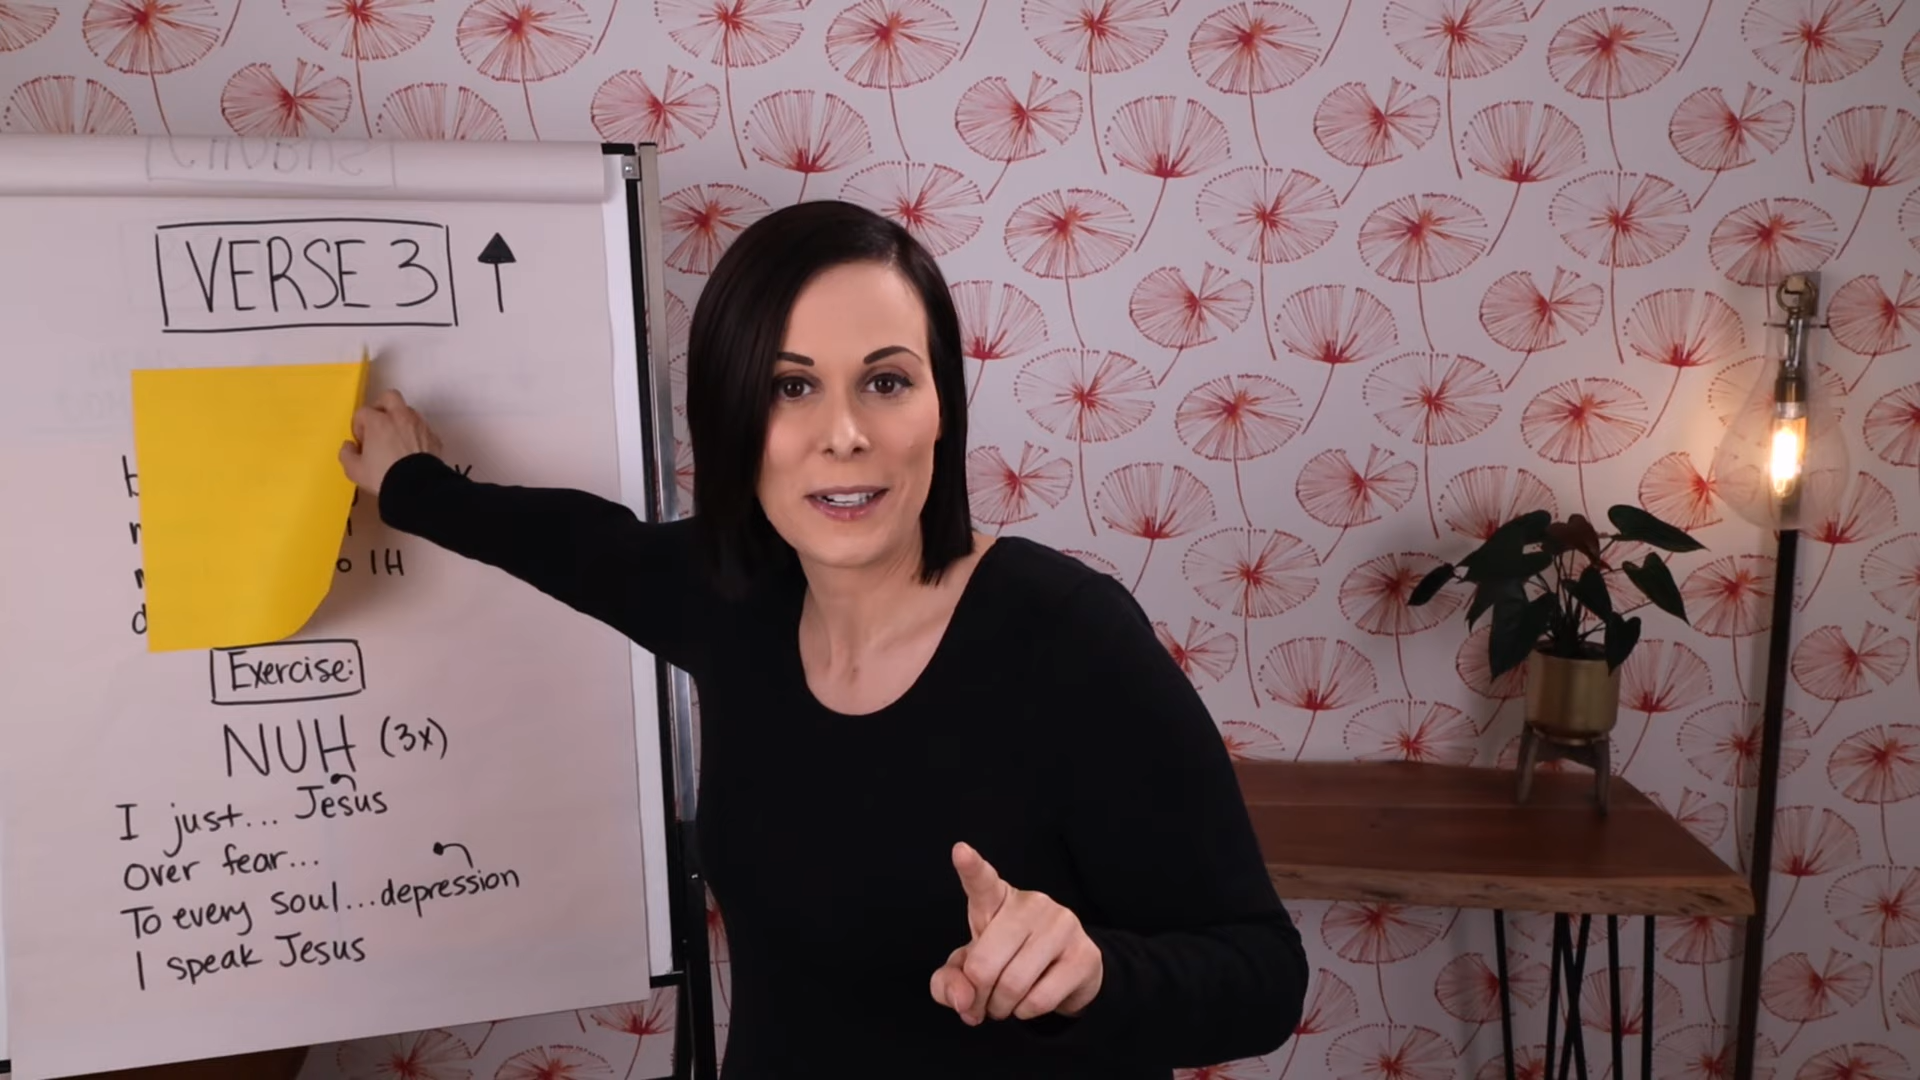 VERSE 3
Exercise:
NUH (3x)
I just... Jesus
Over fear...
To every soul...depression
I speak Jesus